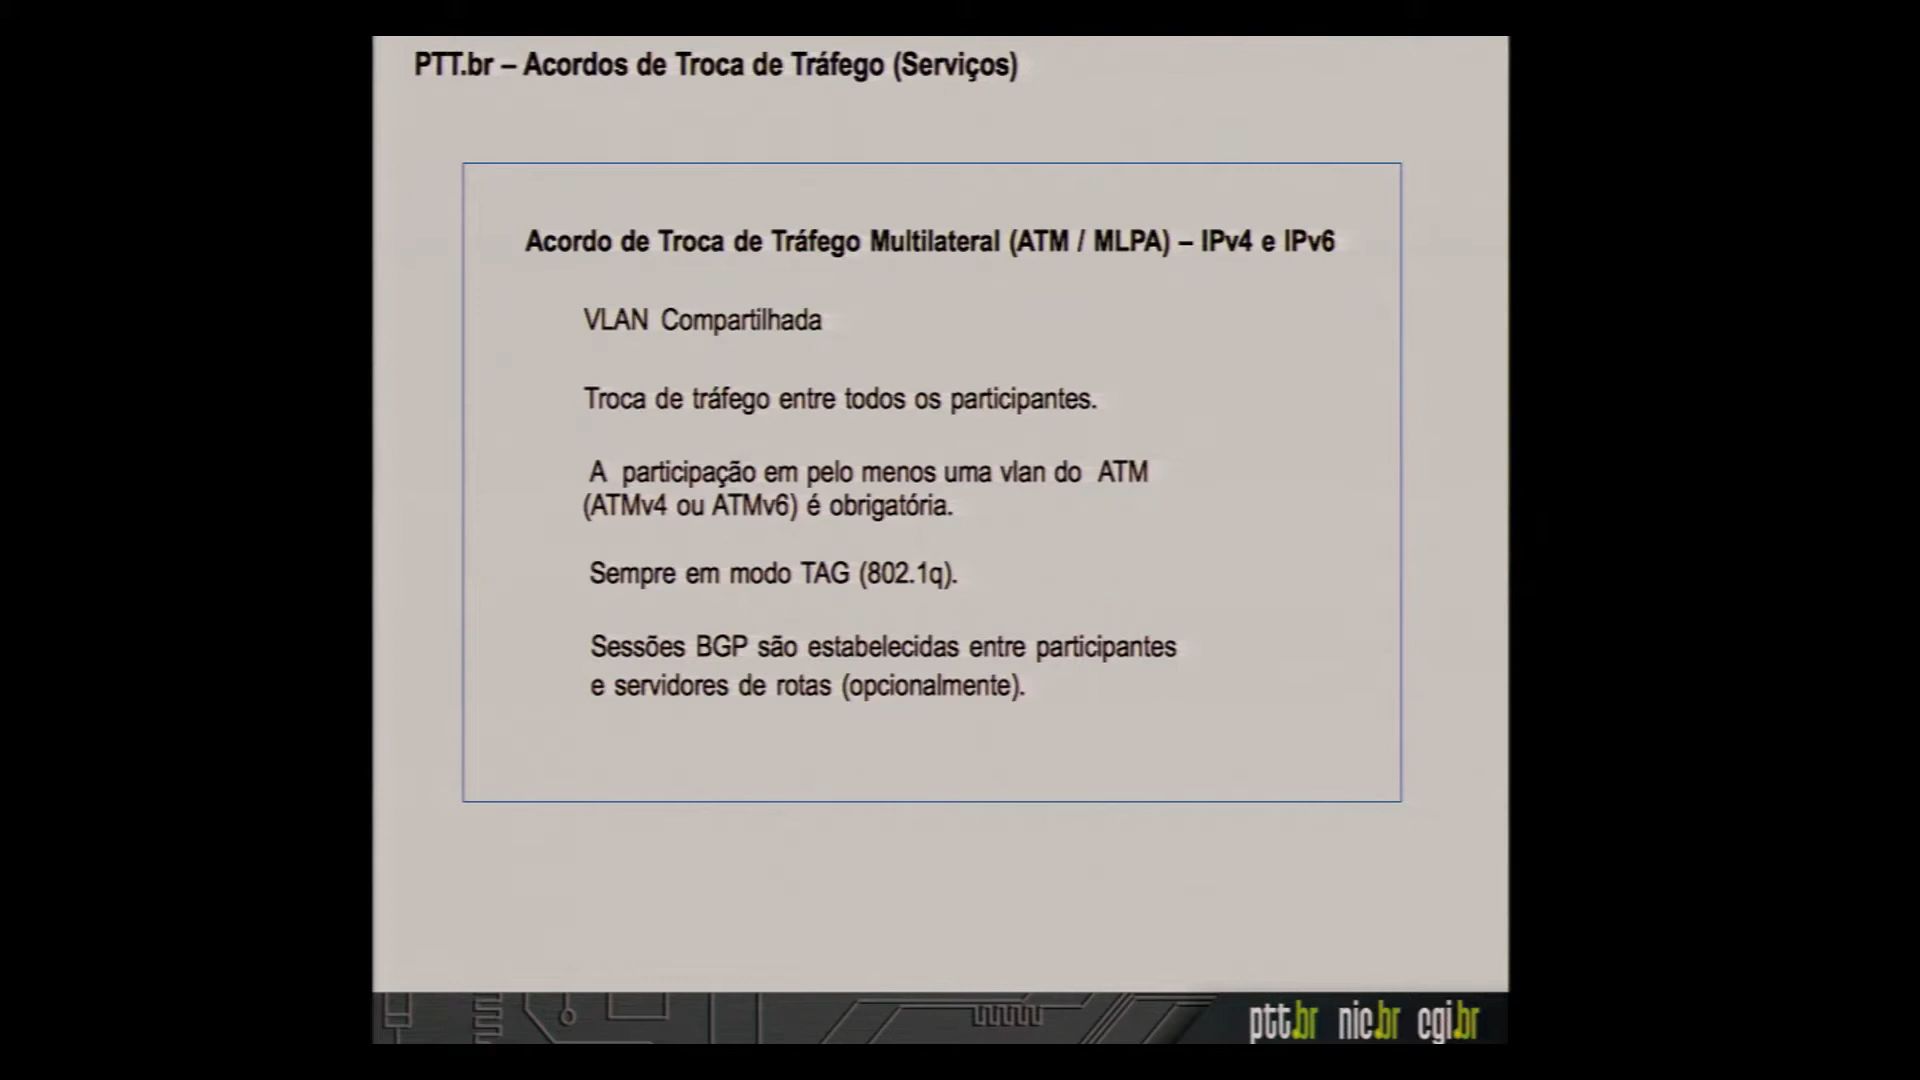 PTT.br – Acordos de Troca de Tráfego (Serviços)
Acordo de Troca de Tráfego Multilateral (ATM / MLPA) – IPv4 e IPv6
VLAN Compartilhada
Troca de tráfego entre todos os participantes.
A participação em pelo menos uma vlan do ATM
(ATMv4 ou ATMv6) é obrigatória.
Sempre em modo TAG (802.1q).
Sessões BGP são estabelecidas entre participantes
e servidores de rotas (opcionalmente).
ptt.br nic.br cgi.br